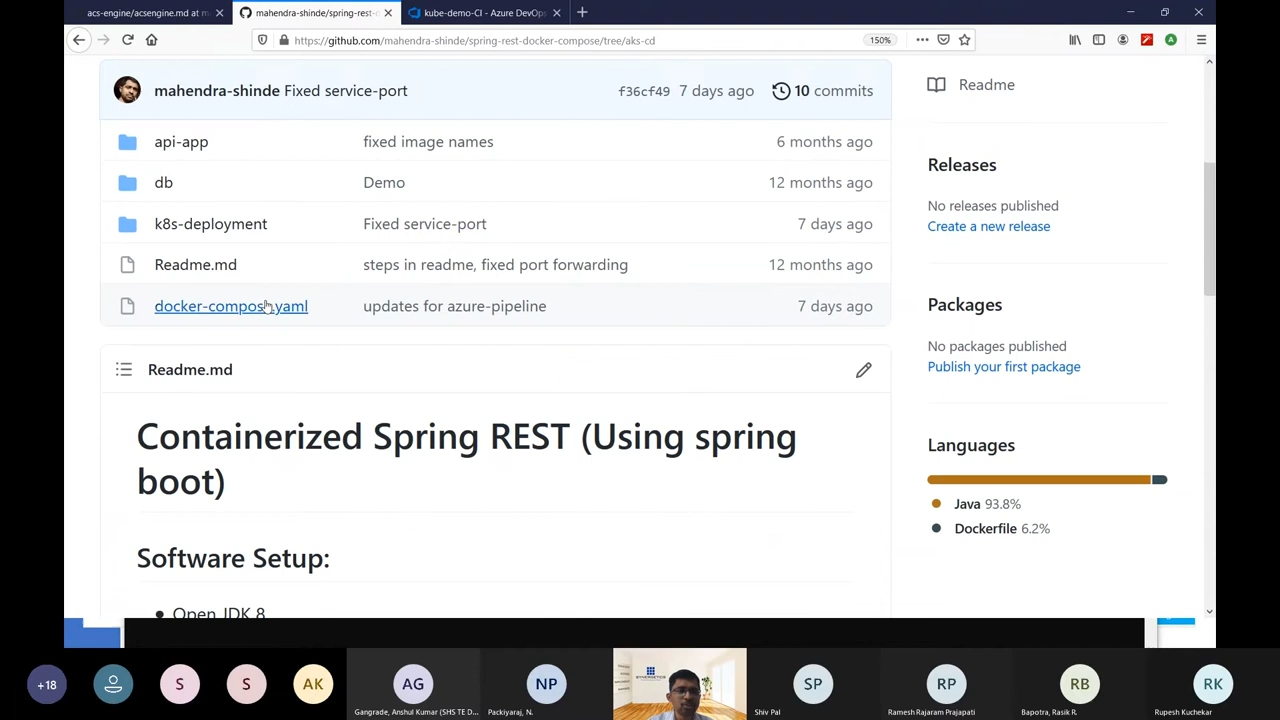 acs-engine/acsengine.md at m
mahendra-shinde/spring-rest-
kube-demo-CI - Azure DevOps
https://github.com/mahendra-shinde/spring-rest-docker-compose/tree/aks-cd
150%
mahendra-shinde Fixed service-port
f36cf49 7 days ago
10 commits
Readme
api-app
fixed image names
6 months ago
db
Demo
12 months ago
k8s-deployment
Fixed service-port
7 days ago
Readme.md
steps in readme, fixed port forwarding
12 months ago
docker-compose.yaml
updates for azure-pipeline
7 days ago
Releases
No releases published
Create a new release
Packages
No packages published
Publish your first package
Readme.md
Containerized Spring REST (Using spring
boot)
Software Setup:
Open JDK 8
Languages
Java 93.8%
Dockerfile 6.2%
+18
S
S
AK
AG
Gangrade, Anshul Kumar (SHS TE D...
NP
Packiyaraj, N.
SYNERGETICS
SP
Shiv Pal
RP
Ramesh Rajaram Prajapati
RB
Bapotra, Rasik R.
RK
Rupesh Kuchekar